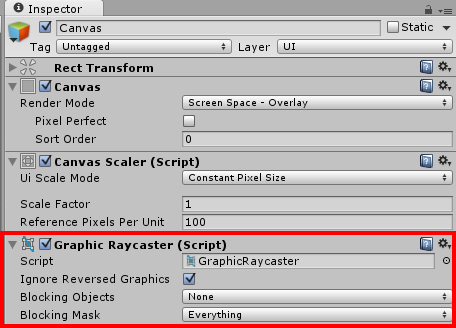 Inspector
Canvas
Static
Tag Untagged Layer UI
Rect Transform
Canvas
Render Mode Screen Space - Overlay
Pixel Perfect
Sort Order 0
Canvas Scaler (Script)
Ui Scale Mode Constant Pixel Size
Scale Factor 1
Reference Pixels Per Unit 100
Graphic Raycaster (Script)
Script GraphicRaycaster
Ignore Reversed Graphics
Blocking Objects None
Blocking Mask Everything